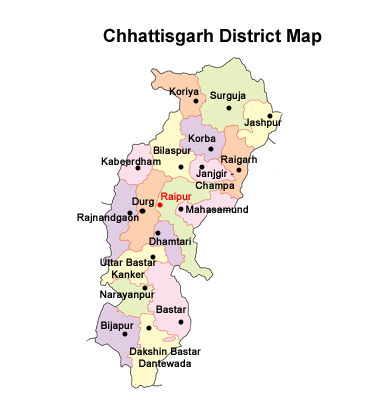 Chhattisgarh District Map
Koriya
Surguja
Jashpur
Korba
Bilaspur
Kabeerdham
Raigarh
Janjgir -
Champa
Raipur
Durg
Mahasamund
Rajnandgaon
Dhamtari
Uttar Bastar
Kanker
Narayanpur
Bastar
Bijapur
Dakshin Bastar
Dantewada